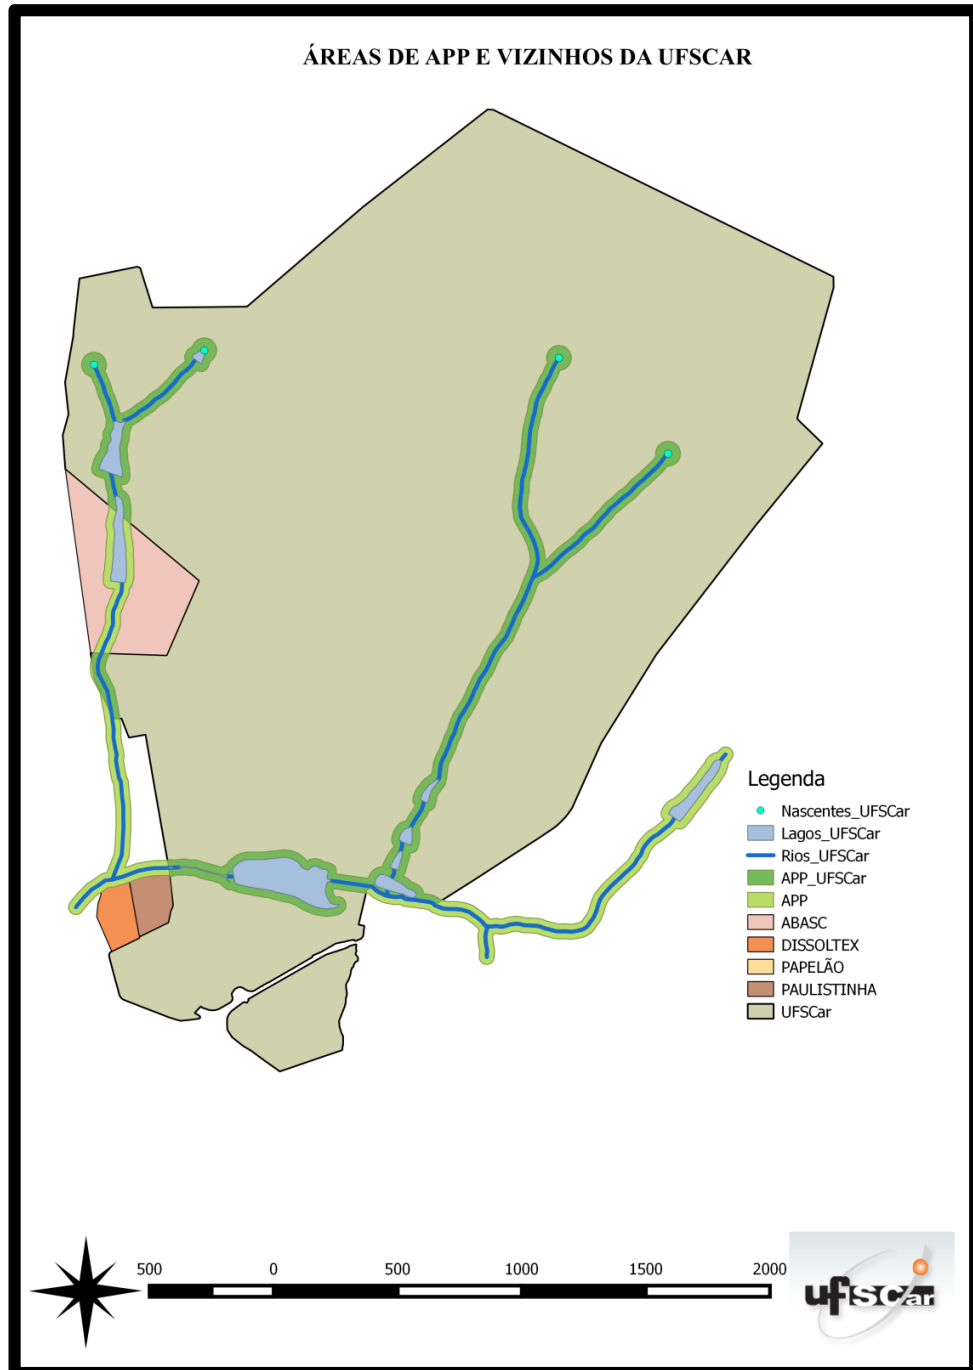 ÁREAS DE APP E VIZINHOS DA UFSCAR
Legenda
Nascentes_UFSCar
Lagos_UFSCar
Rios_UFSCar
APP_UFSCar
APP
ABASC
DISSOLTEX
PAPELÃO
PAULISTINHA
UFSCar
500 0 500 1000 1500 2000
ufsCar